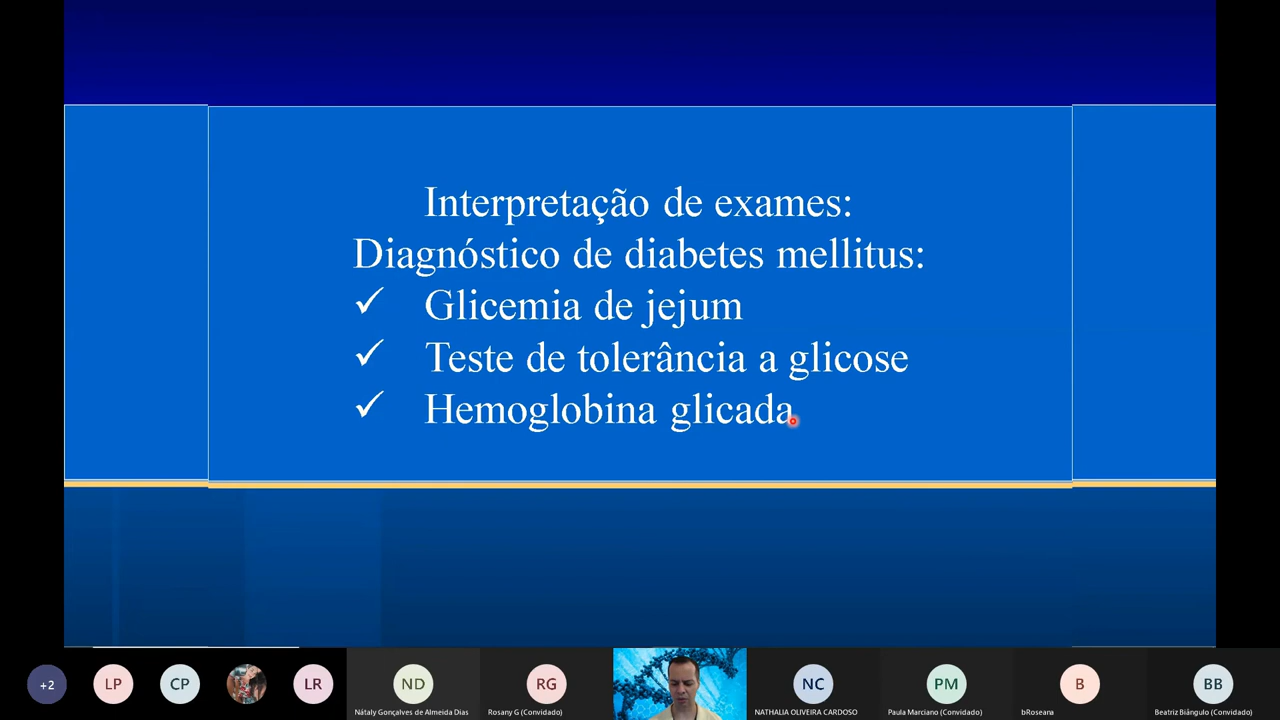 Interpretação de exames:
Diagnóstico de diabetes mellitus:
✓ Glicemia de jejum
✓ Teste de tolerância a glicose
✓ Hemoglobina glicada
+2
LP
CP
LR
ND
RG
NC
PM
B
BB
Nátaly Gonçalves de Almeida Dias
Rosany G (Convidado)
NATHALIA OLIVEIRA CARDOSO
Paula Marciano (Convidado)
bRoseana
Beatriz Biângulo (Convidado)